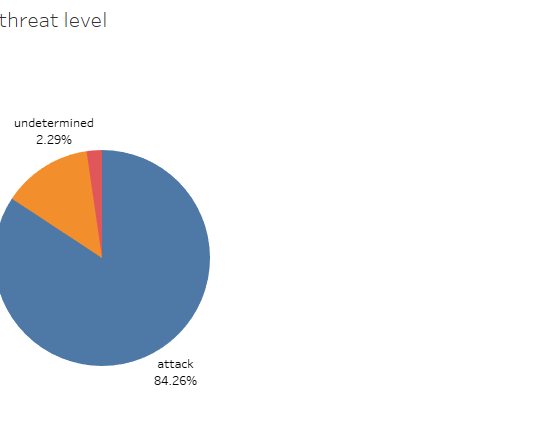 threat level
undetermined
2.29%
attack
84.26%